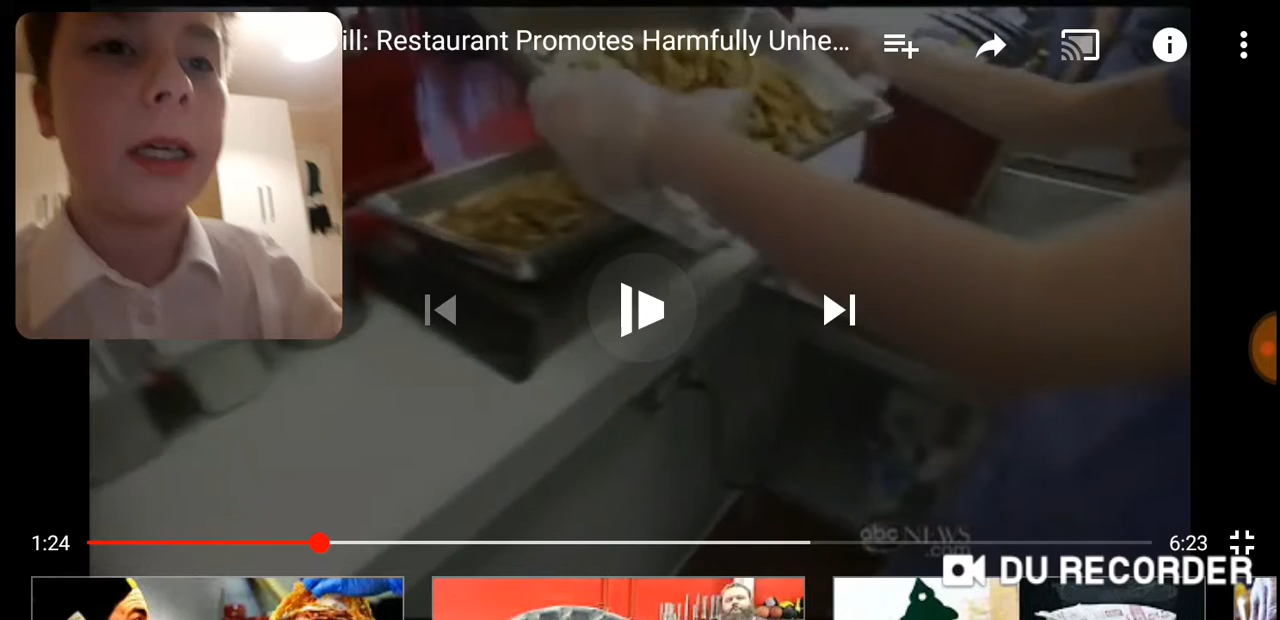 ill: Restaurant Promotes Harmfully Unhe...
1:24
6:23
abc NEWS
.com
DU RECORDER